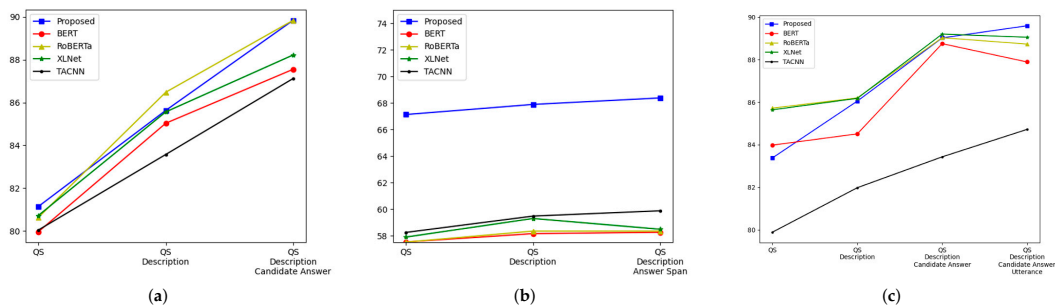 90
88
86
84
82
80
Proposed
BERT
RoBERTa
XLNet
TACNN
QS
QS
Description
QS
Description
Candidate Answer
(a)
74
72
70
68
66
64
62
60
58
Proposed
BERT
RoBERTa
XLNet
TACNN
QS
QS
Description
QS
Description
Answer Span
(b)
90
88
86
84
82
80
Proposed
BERT
RoBERTa
XLNet
TACNN
QS
QS
Description
QS
Description
Candidate Answer
QS
Description
Candidate Answer
Utterance
(c)